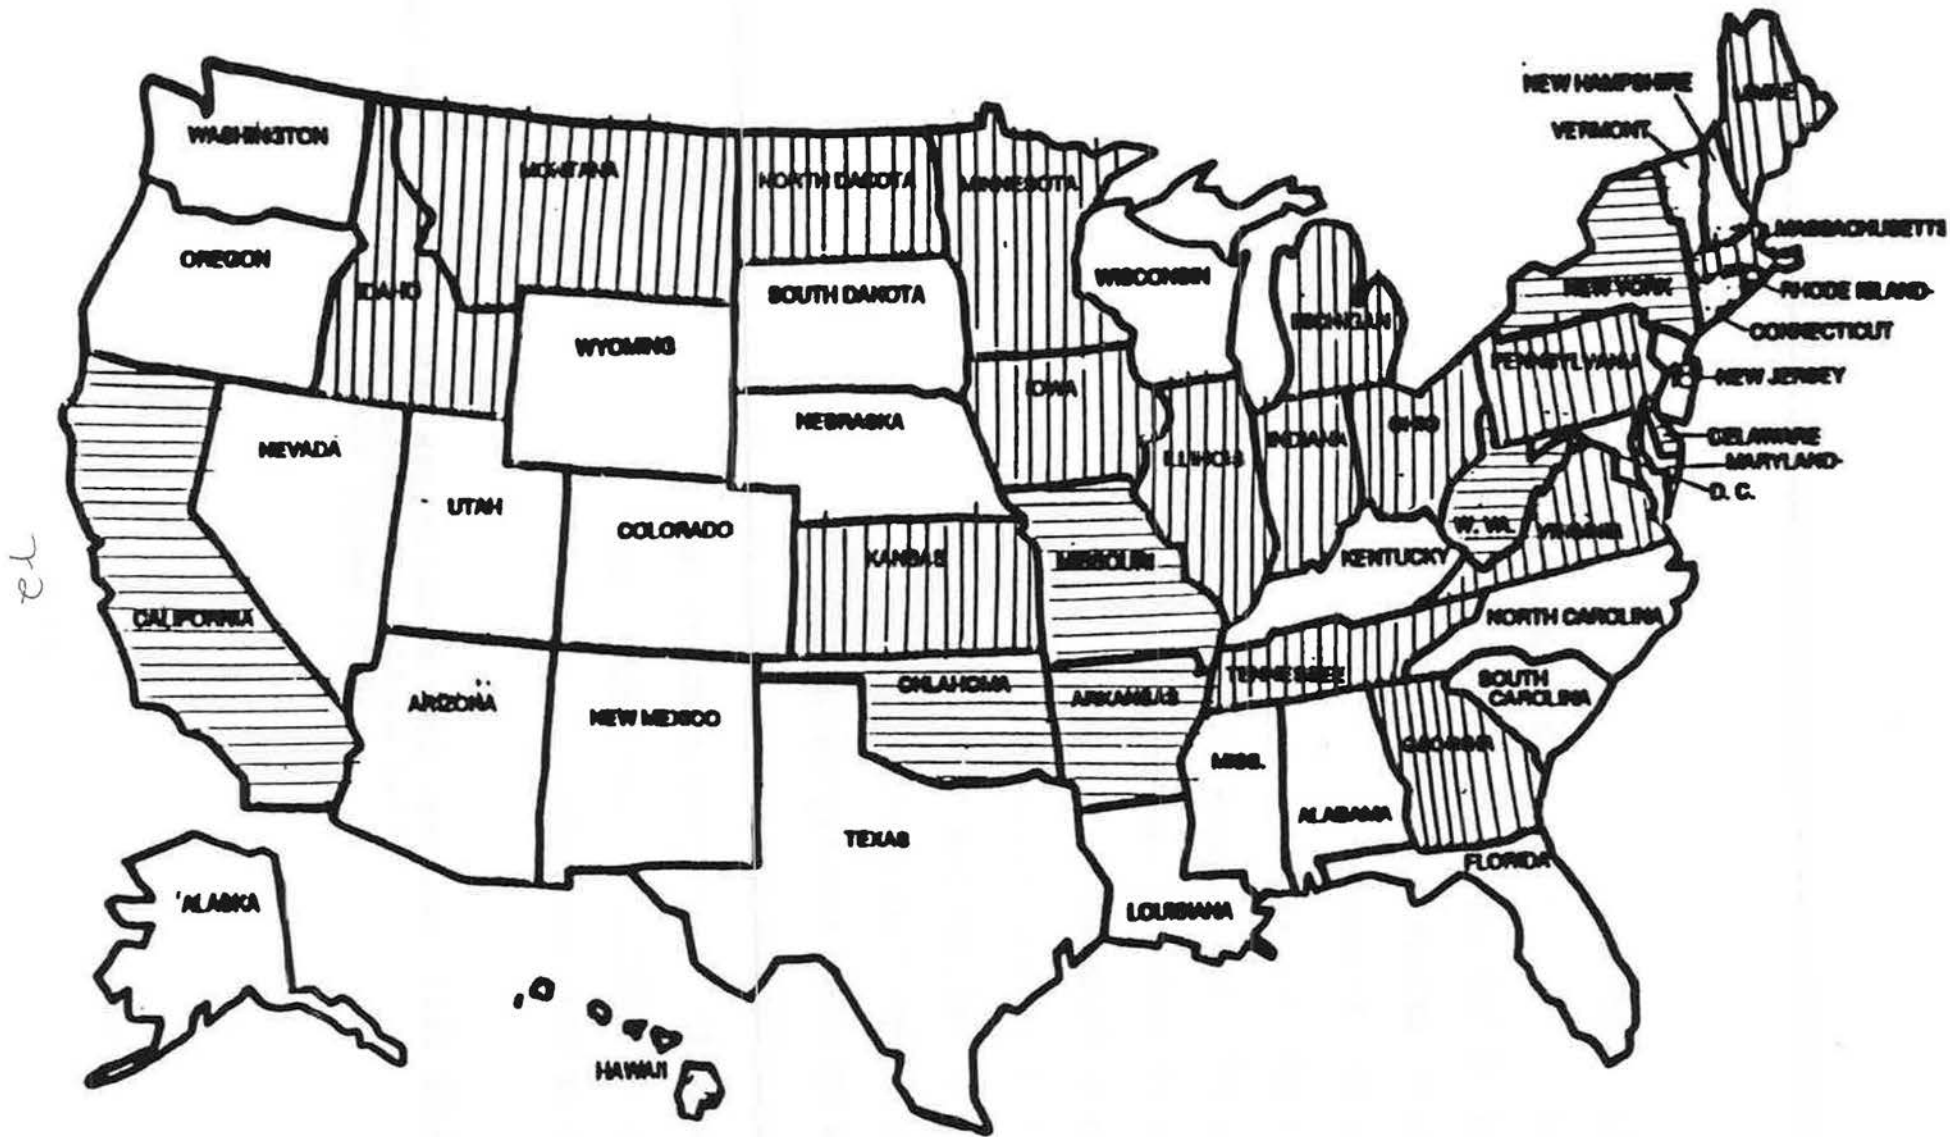 NEW HAMPSHIRE
MAINE
VERMONT
WASHINGTON
MONTANA
NORTH DAKOTA
MINNESOTA
MASSACHUSETT
OREGON
IDAHO
SOUTH DAKOTA
WISCONSIN
NEW YORK
RHODE ISLAND-
MICHIGAN
CONNECTICUT
WYOMING
PENNSYLVANIA
IOWA
NEW JERSEY
NEBRASKA
OHIO
INDIANA
ILLINOIS
DELAWARE
NEVADA
MARYLAND-
D. C.
UTAH
COLORADO
W. VA.
VIRGINIA
KANSAS
MISSOURI
KENTUCKY
CALIFORNIA
NORTH CAROLINA
ARIZONA
NEW MEXICO
OKLAHOMA
ARKANSAS
TENNESSEE
SOUTH
CAROLINA
GEORGIA
MISS.
ALABAMA
TEXAS
FLORIDA
ALASKA
LOUISIANA
HAWAII